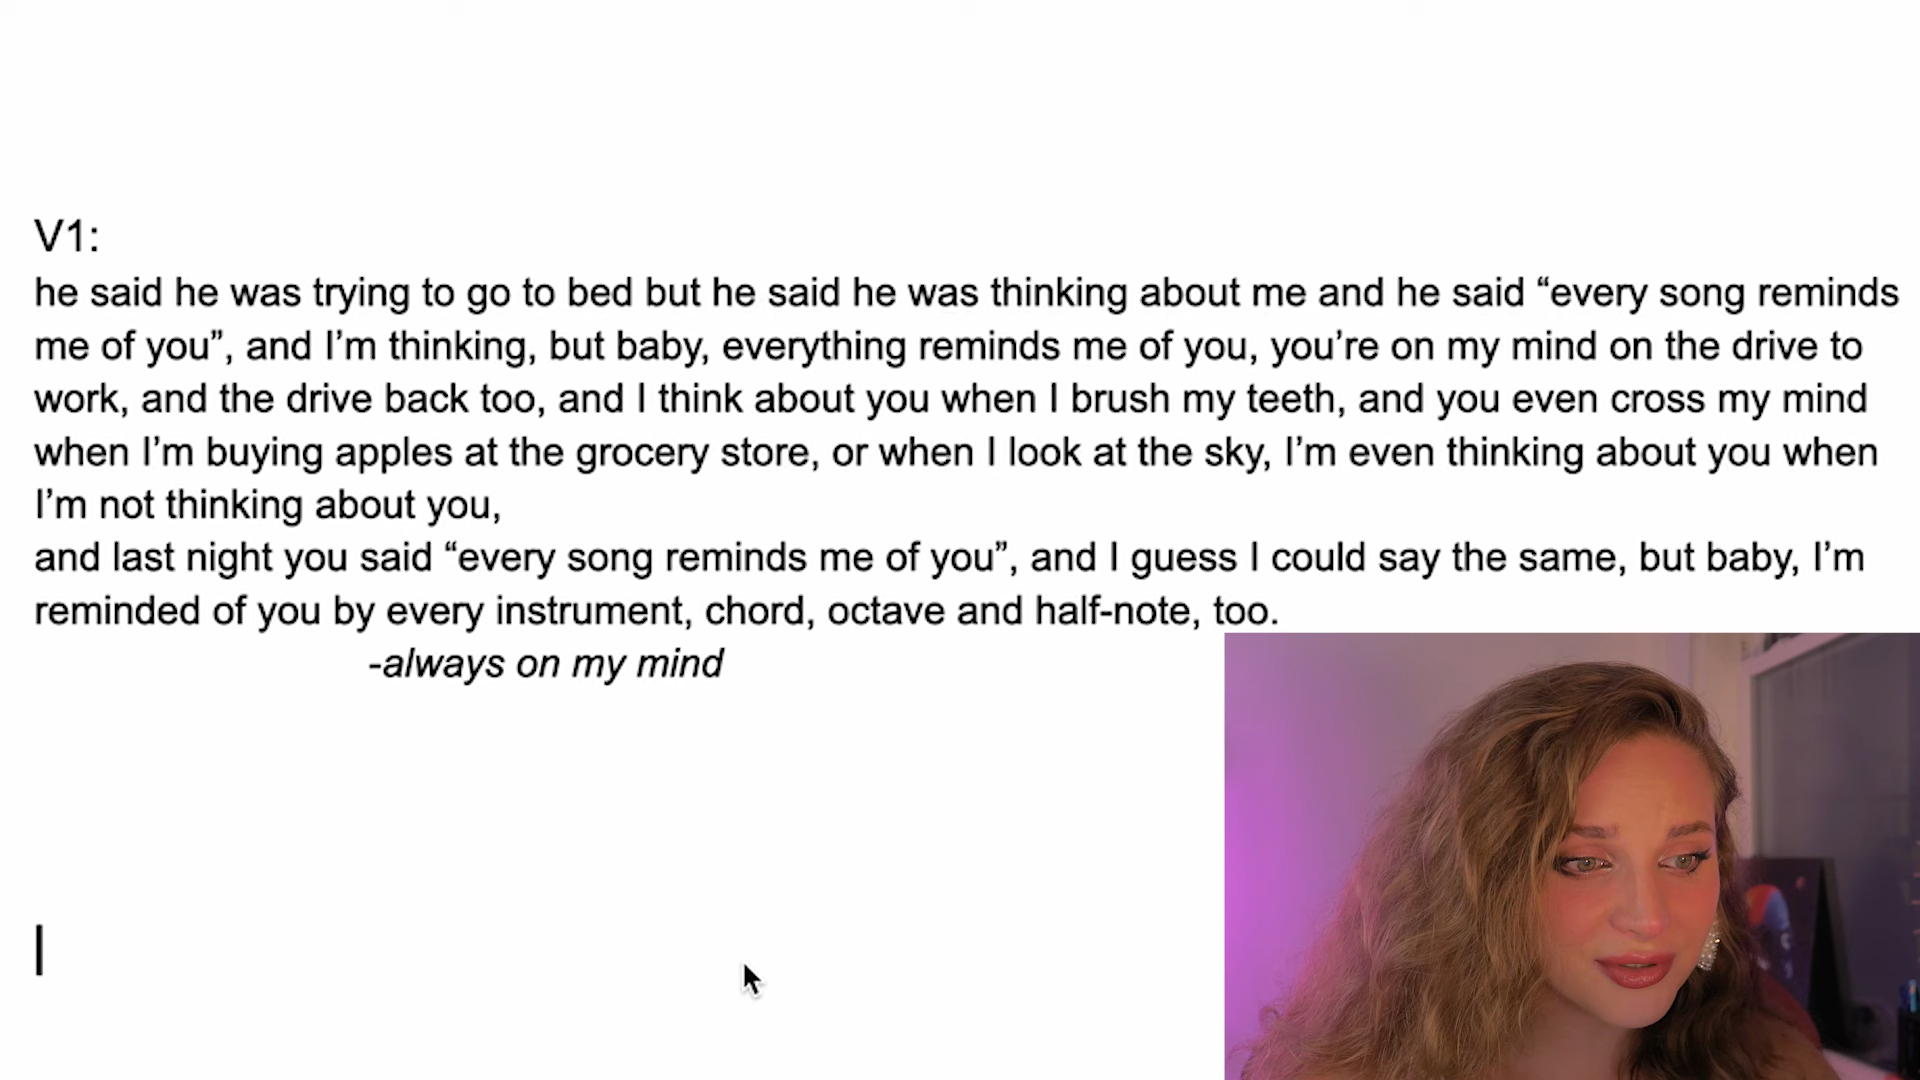 V1:
he said he was trying to go to bed but he said he was thinking about me and he said “every song reminds
me of you”, and I’m thinking, but baby, everything reminds me of you, you’re on my mind on the drive to
work, and the drive back too, and I think about you when I brush my teeth, and you even cross my mind
when I’m buying apples at the grocery store, or when I look at the sky, I’m even thinking about you when
I’m not thinking about you,
and last night you said “every song reminds me of you”, and I guess I could say the same, but baby, I’m
reminded of you by every instrument, chord, octave and half-note, too.
-always on my mind